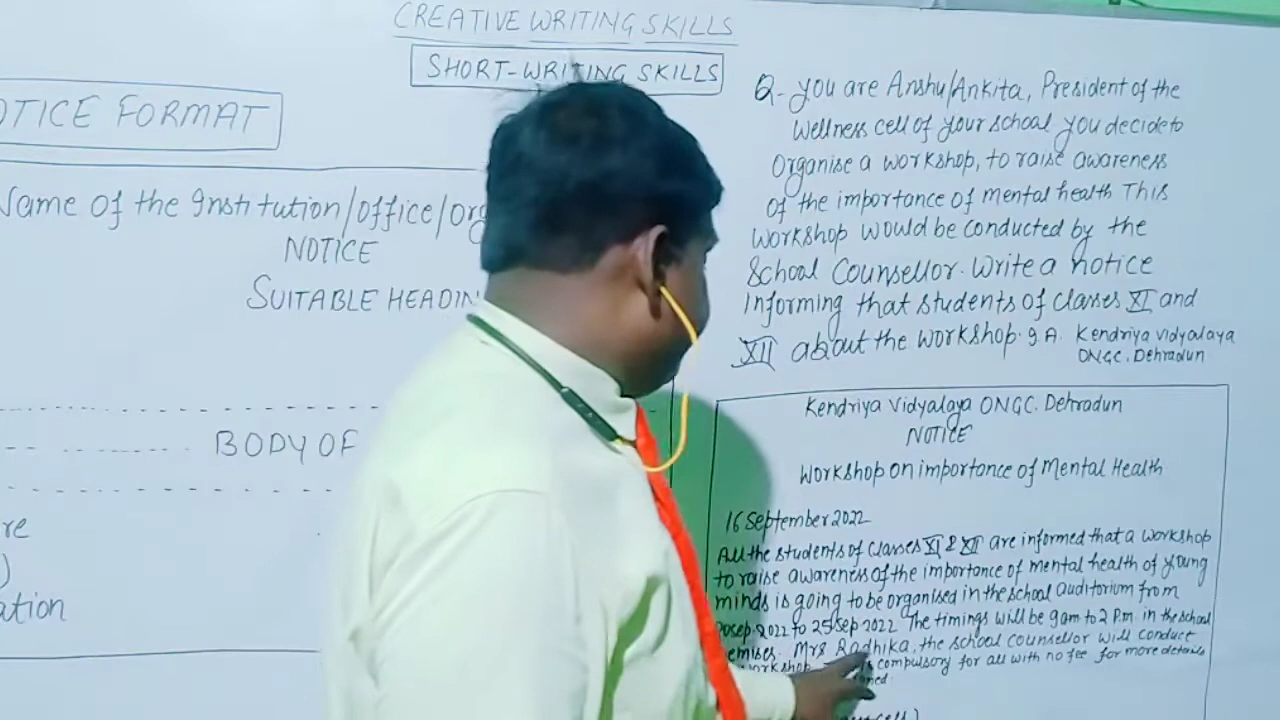 CREATIVE WRITING SKILLS
SHORT-WRITING SKILLS
OTICE FORMAT
Name of the Institution/office/org
NOTICE
SUITABLE HEADIN
BODY OF
re
)
ation
Q- You are Anshu/Ankita, President of the
Wellness cell of your school you decide to
Organise a workshop, to raise awareness
of the importance of mental health This
Workshop would be conducted by the
School Counsellor. Write a notice
Informing that students of classes XI and
XII about the workshop. Kendriya Vidyalaya
ONGC. Dehradun
Kendriya Vidyalaya ONGC. Dehradun
NOTICE
Workshop on importance of Mental Health
16 September 2022
All the students of classes XI & XII are informed that a workshop
to raise awareness of the importance of mental health of young
minds is going to be organised in the school auditorium from
20 sep. 2022 to 25 sep 2022 The timings will be 9am to 2 P.m. in the school
emises. Mrs Radhika, the school counsellor will conduct
workshop compulsory for all with no fee for more details
ned:
cell)